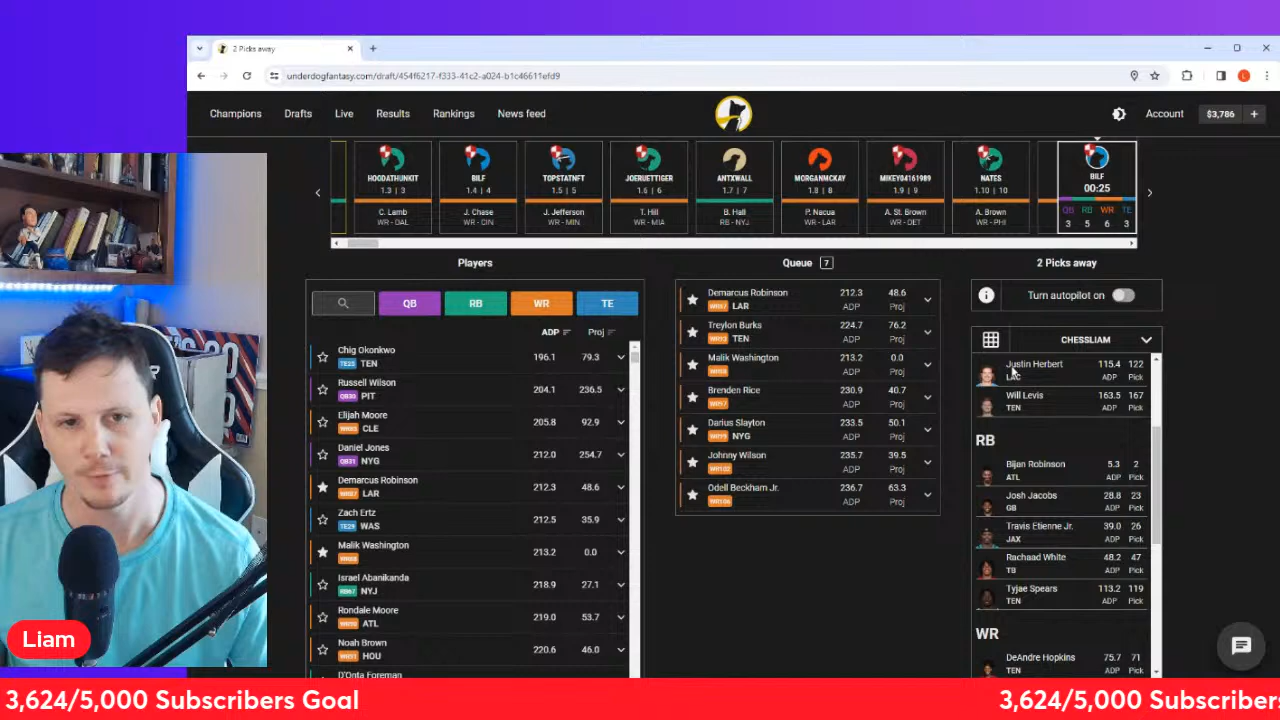 2 Picks away
underdogfantasy.com/draft/454f6217-f333-41c2-a024-b1c46611efd9
Champions Drafts Live Results Rankings News feed Account $3,786 +
HOODATHUNKIT 1.3 | 3 C. Lamb WR - DAL
BILF 1.4 | 4 J. Chase WR - CIN
TOPSTATNFT 1.5 | 5 J. Jefferson WR - MIN
JOERUETTIGER 1.6 | 6 T. Hill WR - MIA
ANTXWALL 1.7 | 7 B. Hall RB - NYJ
MORGANMCKAY 1.8 | 8 P. Nacua WR - LAR
MIKEY04161989 1.9 | 9 A. St. Brown WR - DET
NATES 1.10 | 10 A. Brown WR - PHI
BILF 00:25 QB RB WR TE 3 5 6 3
Players
QB RB WR TE
ADP Proj
Chig Okonkwo TEN 196.1 79.3
Russell Wilson PIT 204.1 236.5
Elijah Moore CLE 205.8 92.9
Daniel Jones QB31 NYG 212.0 254.7
Demarcus Robinson WR87 LAR 212.3 48.6
Zach Ertz TE29 WAS 212.5 35.9
Malik Washington 213.2 0.0
Israel Abanikanda RB67 NYJ 218.9 27.1
Rondale Moore ATL 219.0 53.7
Noah Brown HOU 220.6 46.0
D'Onta Foreman
Queue 7
Demarcus Robinson WR87 LAR 212.3 ADP 48.6 Proj
Treylon Burks TEN 224.7 ADP 76.2 Proj
Malik Washington 213.2 ADP 0.0 Proj
Brenden Rice 230.9 ADP 40.7 Proj
Darius Slayton NYG 233.5 ADP 50.1 Proj
Johnny Wilson 235.7 ADP 39.5 Proj
Odell Beckham Jr. 236.7 ADP 63.3 Proj
2 Picks away
Turn autopilot on
CHESSLIAM
Justin Herbert LAC 115.4 ADP 122 Pick
Will Levis TEN 163.5 ADP 167 Pick
RB
Bijan Robinson ATL 5.3 ADP 2 Pick
Josh Jacobs GB 28.8 ADP 23 Pick
Travis Etienne Jr. JAX 39.0 ADP 26 Pick
Rachaad White TB 48.2 ADP 47 Pick
Tyjae Spears TEN 113.2 ADP 119 Pick
WR
DeAndre Hopkins TEN 75.7 ADP 71 Pick
Liam
3,624/5,000 Subscribers Goal 3,624/5,000 Subscribers